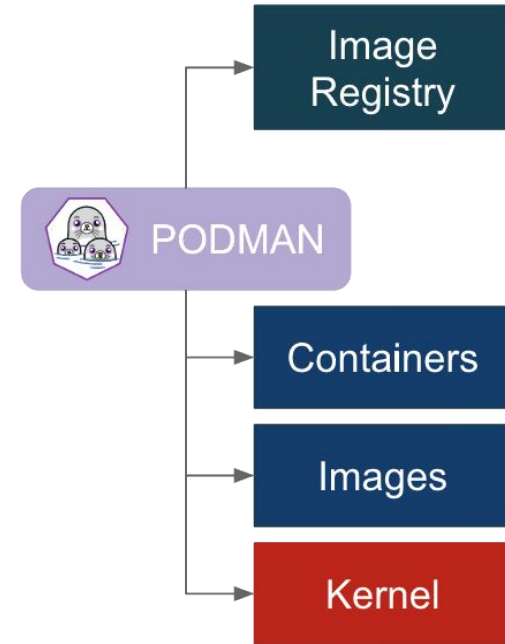 Image
Registry
PODMAN
Containers
Images
Kernel